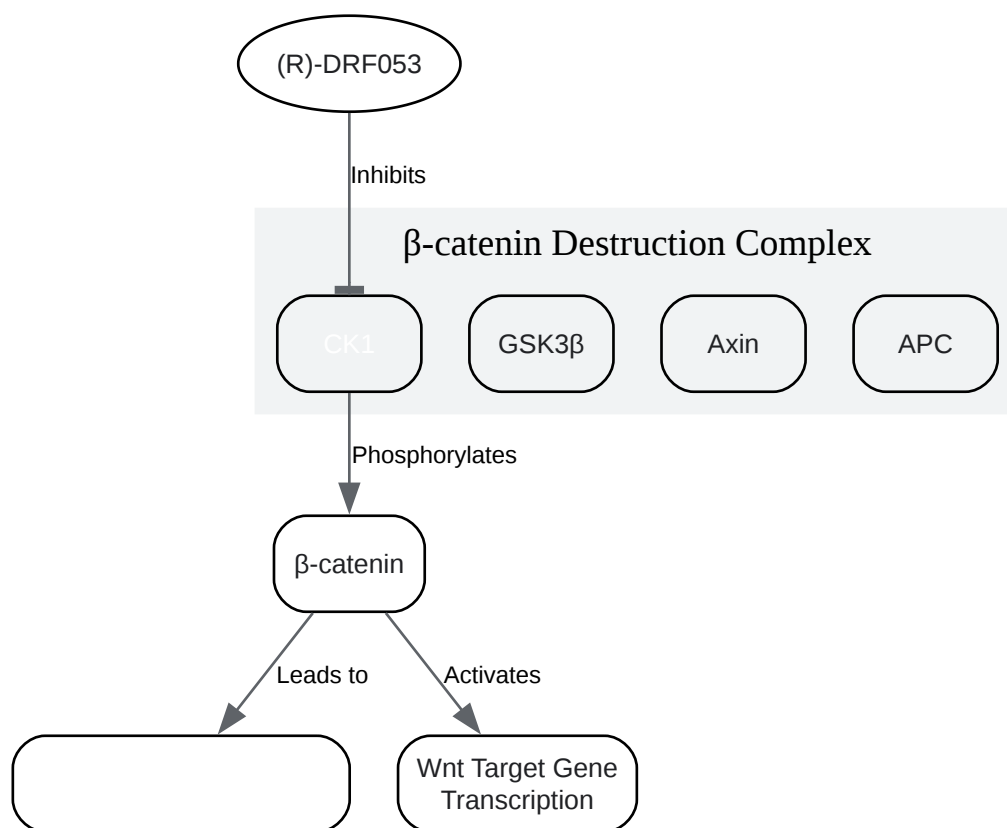 (R)-DRF053
Inhibits
β-catenin Destruction Complex
CK1
GSK3β
Axin
APC
Phosphorylates
β-catenin
Leads to
Activates
Wnt Target Gene
Transcription